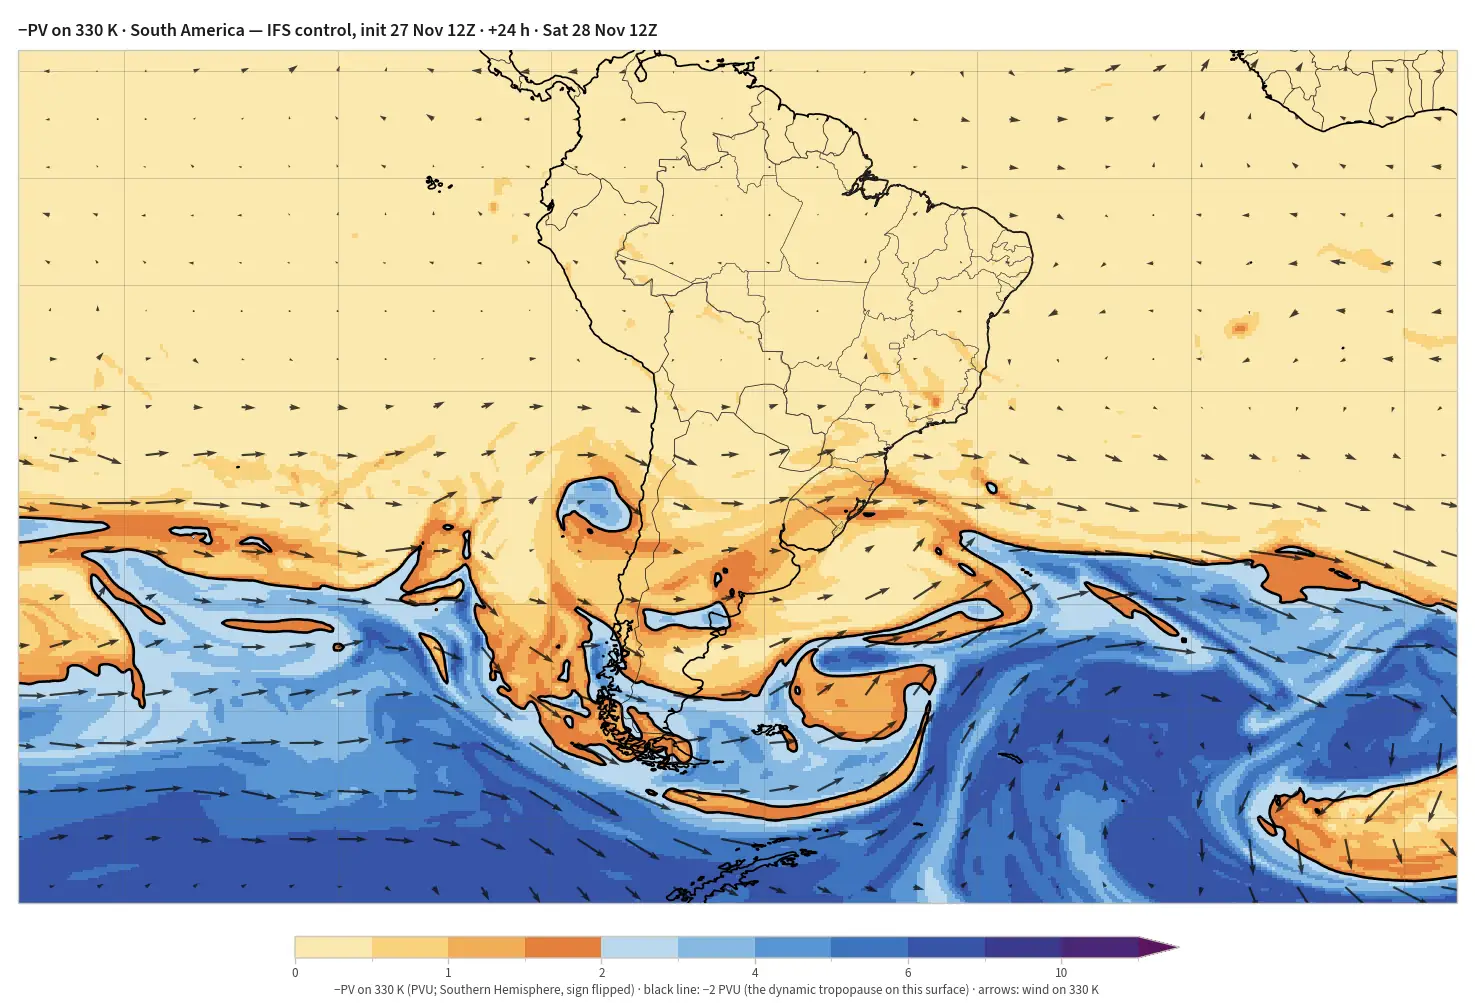 −PV on 330 K · South America — IFS control, init 27 Nov 12Z · +24 h · Sat 28 Nov 12Z
0 1 2 4 6 10
−PV on 330 K (PVU; Southern Hemisphere, sign flipped) · black line: −2 PVU (the dynamic tropopause on this surface) · arrows: wind on 330 K